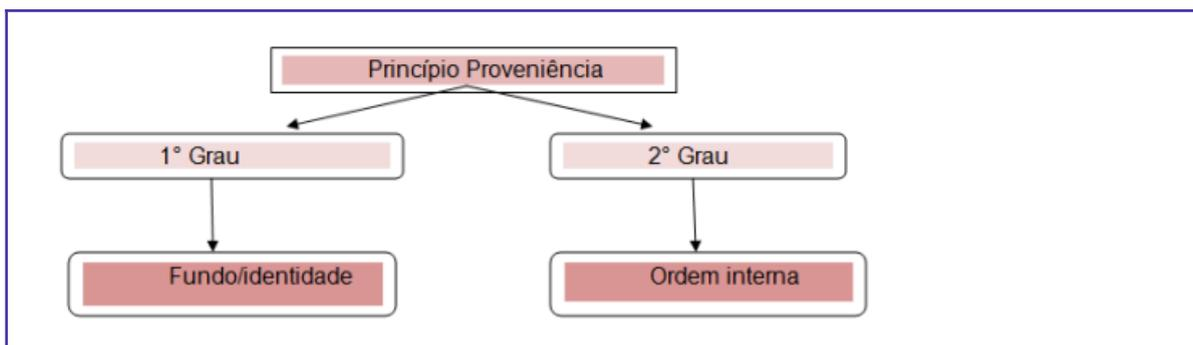 Princípio Proveniência
1° Grau
2° Grau
Fundo/identidade
Ordem interna